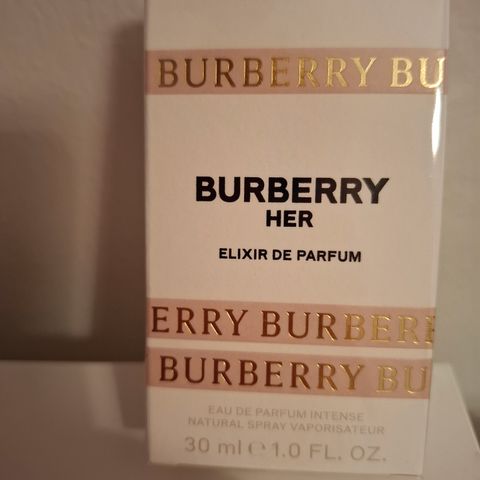 BURBERRY BU
BURBERRY
HER
ELIXIR DE PARFUM
ERRY BURBERR
BURBERRY BU
EAU DE PARFUM INTENSE
NATURAL SPRAY VAPORISATEUR
30 ml ℮ 1.0 FL. OZ.